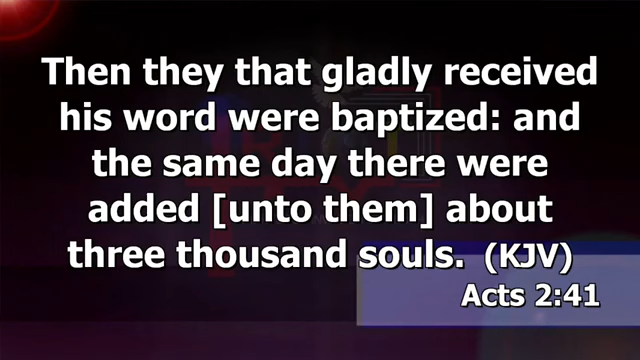 Then they that gladly received
his word were baptized: and
the same day there were
added [unto them] about
three thousand souls. (KJV)
Acts 2:41